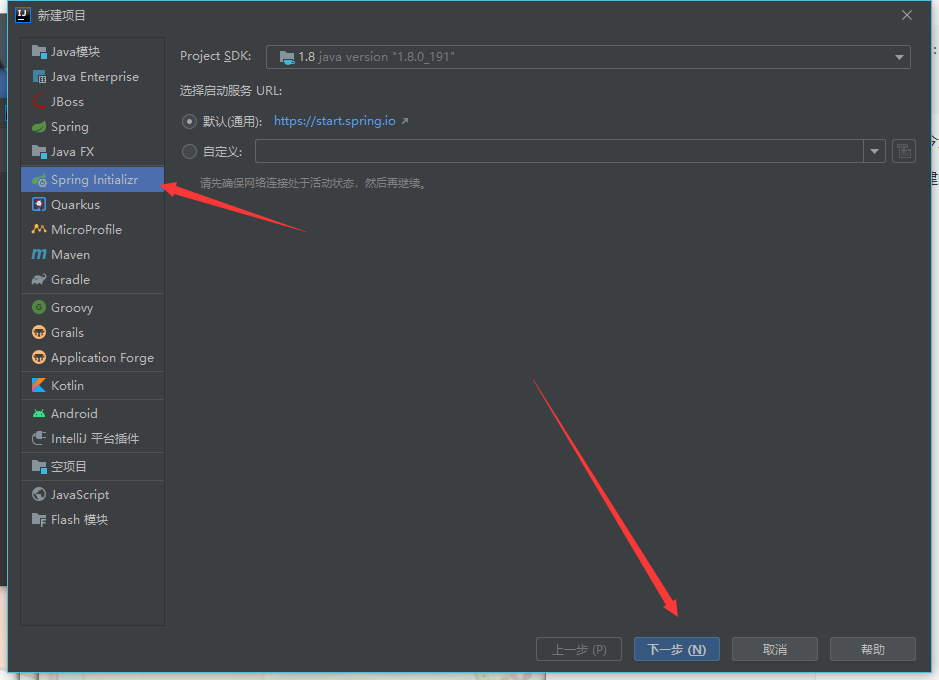 新建项目
Java模块
Java Enterprise
JBoss
Spring
Java FX
Spring Initializr
Quarkus
MicroProfile
Maven
Gradle
Groovy
Grails
Application Forge
Kotlin
Android
IntelliJ 平台插件
空项目
JavaScript
Flash 模块
Project SDK: 1.8 java version "1.8.0_191"
选择启动服务 URL:
默认(通用): https://start.spring.io
自定义:
请先确保网络连接处于活动状态，然后再继续。
上一步 (P) 下一步 (N) 取消 帮助